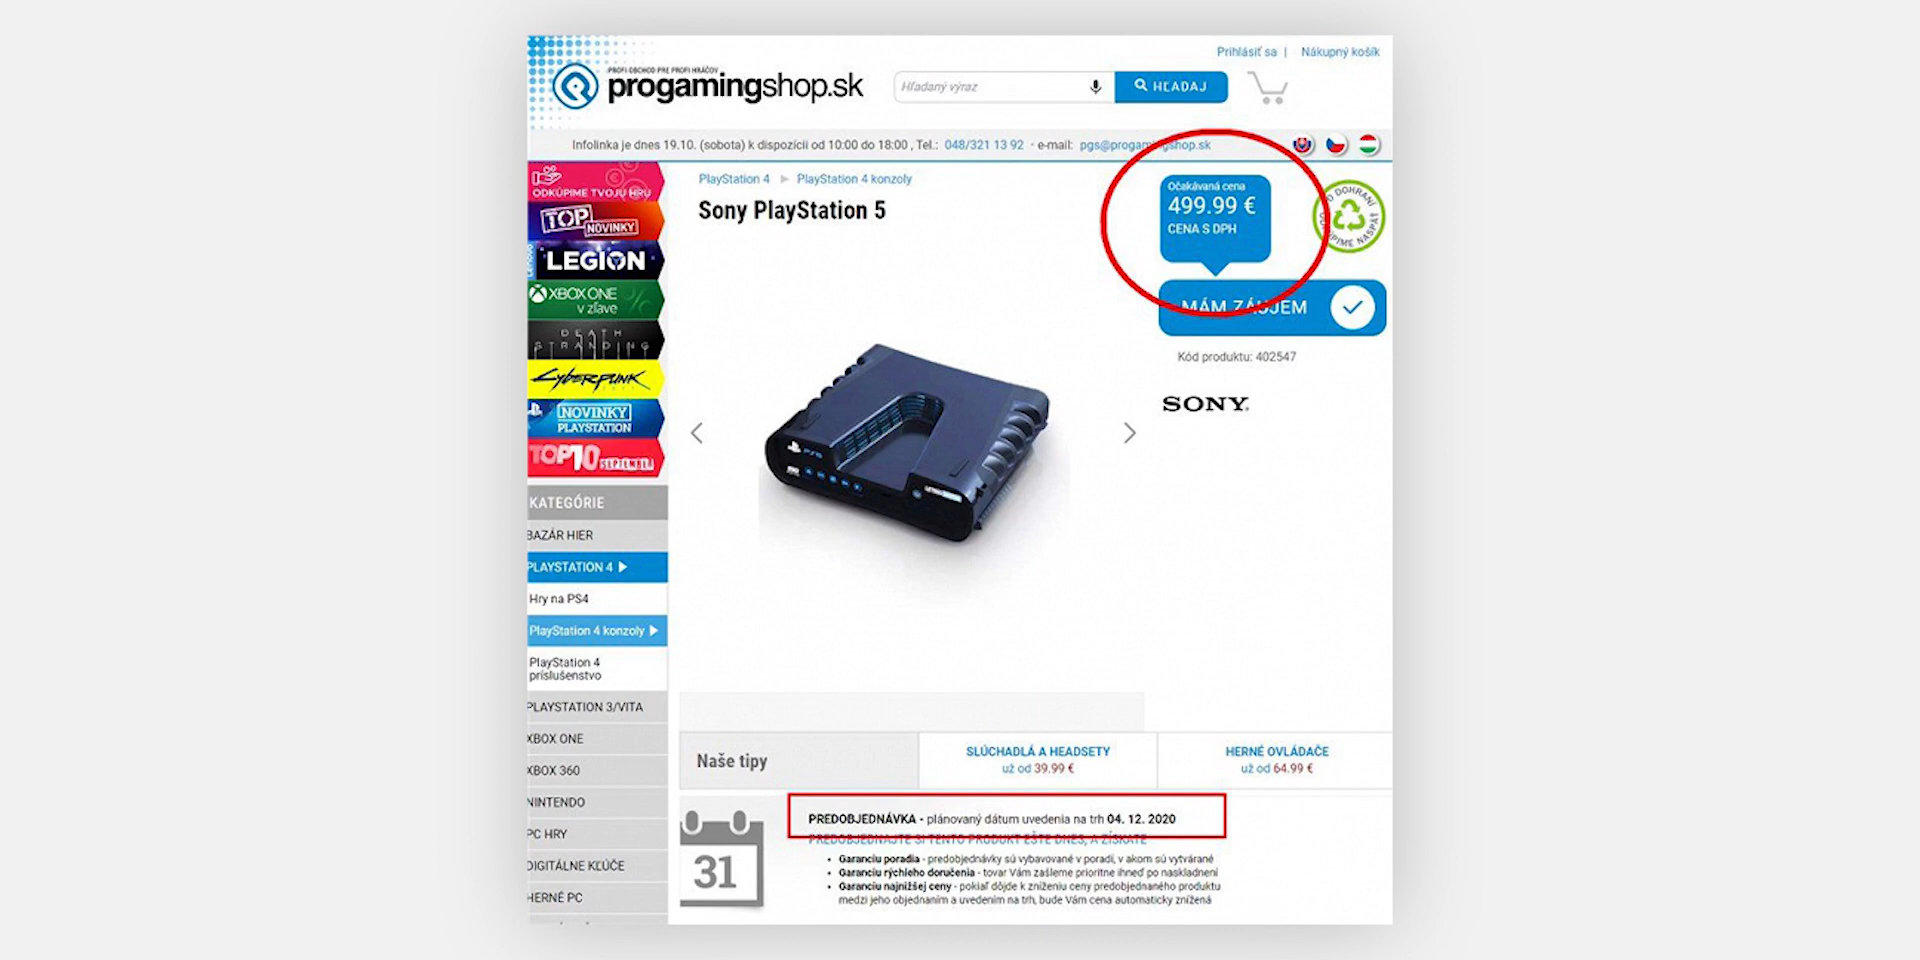 Prihlásiť sa | Nákupný košík
PROFI OBCHOD PRE PROFI HRÁČOV
progamingshop.sk
Hľadaný výraz
HĽADAJ
Infolinka je dnes 19.10. (sobota) k dispozícii od 10:00 do 18:00 , Tel.: 048/321 13 92 · e-mail: pgs@progamingshop.sk
ODKÚPIME TVOJU HRU
TOP
NOVINKY
LEGION
XBOX ONE
v zľave
DEATH
STRANDING
CYBERPUNK
NOVINKY
PLAYSTATION
TOP10
SEPTEMBER
KATEGÓRIE
BAZÁR HIER
PLAYSTATION 4
Hry na PS4
PlayStation 4 konzoly
PlayStation 4
príslušenstvo
PLAYSTATION 3/VITA
XBOX ONE
XBOX 360
NINTENDO
PC HRY
DIGITÁLNE KĽÚČE
HERNÉ PC
PlayStation 4 PlayStation 4 konzoly
Sony PlayStation 5
Očakávaná cena
499.99 €
CENA S DPH
PO DOHRANÍ
ODKÚPIME NASPÄŤ
MÁM ZÁUJEM
Kód produktu: 402547
SONY
PS5
Naše tipy
SLÚCHADLÁ A HEADSETY
už od 39.99 €
HERNÉ OVLÁDAČE
už od 64.99 €
31
PREDOBJEDNÁVKA - plánovaný dátum uvedenia na trh 04. 12. 2020
PREDOBJEDNAJTE SI TENTO PRODUKT EŠTE DNES, A ZÍSKATE
Garanciu poradia - predobjednávky sú vybavované v poradí, v akom sú vytvárané
Garanciu rýchleho doručenia - tovar Vám zašleme prioritne ihneď po naskladnení
Garanciu najnižšej ceny - pokiaľ dôjde k zníženiu ceny predobjednaného produktu
medzi jeho objednaním a uvedením na trh, bude Vám cena automaticky znížená